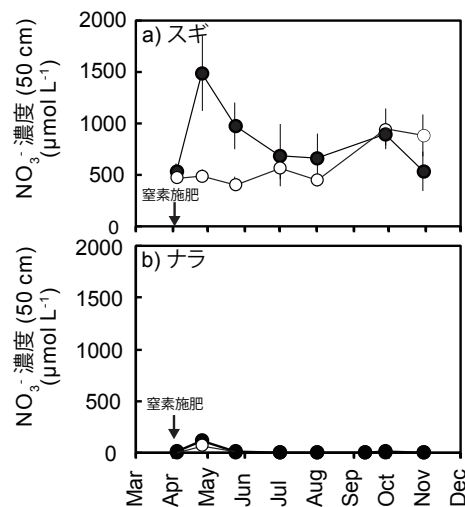 a) スギ
NO₃⁻ 濃度 (50 cm)
(µmol L⁻¹)
2000
1500
1000
500
0
窒素施肥
b) ナラ
NO₃⁻ 濃度 (50 cm)
(µmol L⁻¹)
2000
1500
1000
500
0
窒素施肥
Mar
Apr
May
Jun
Jul
Aug
Sep
Oct
Nov
Dec